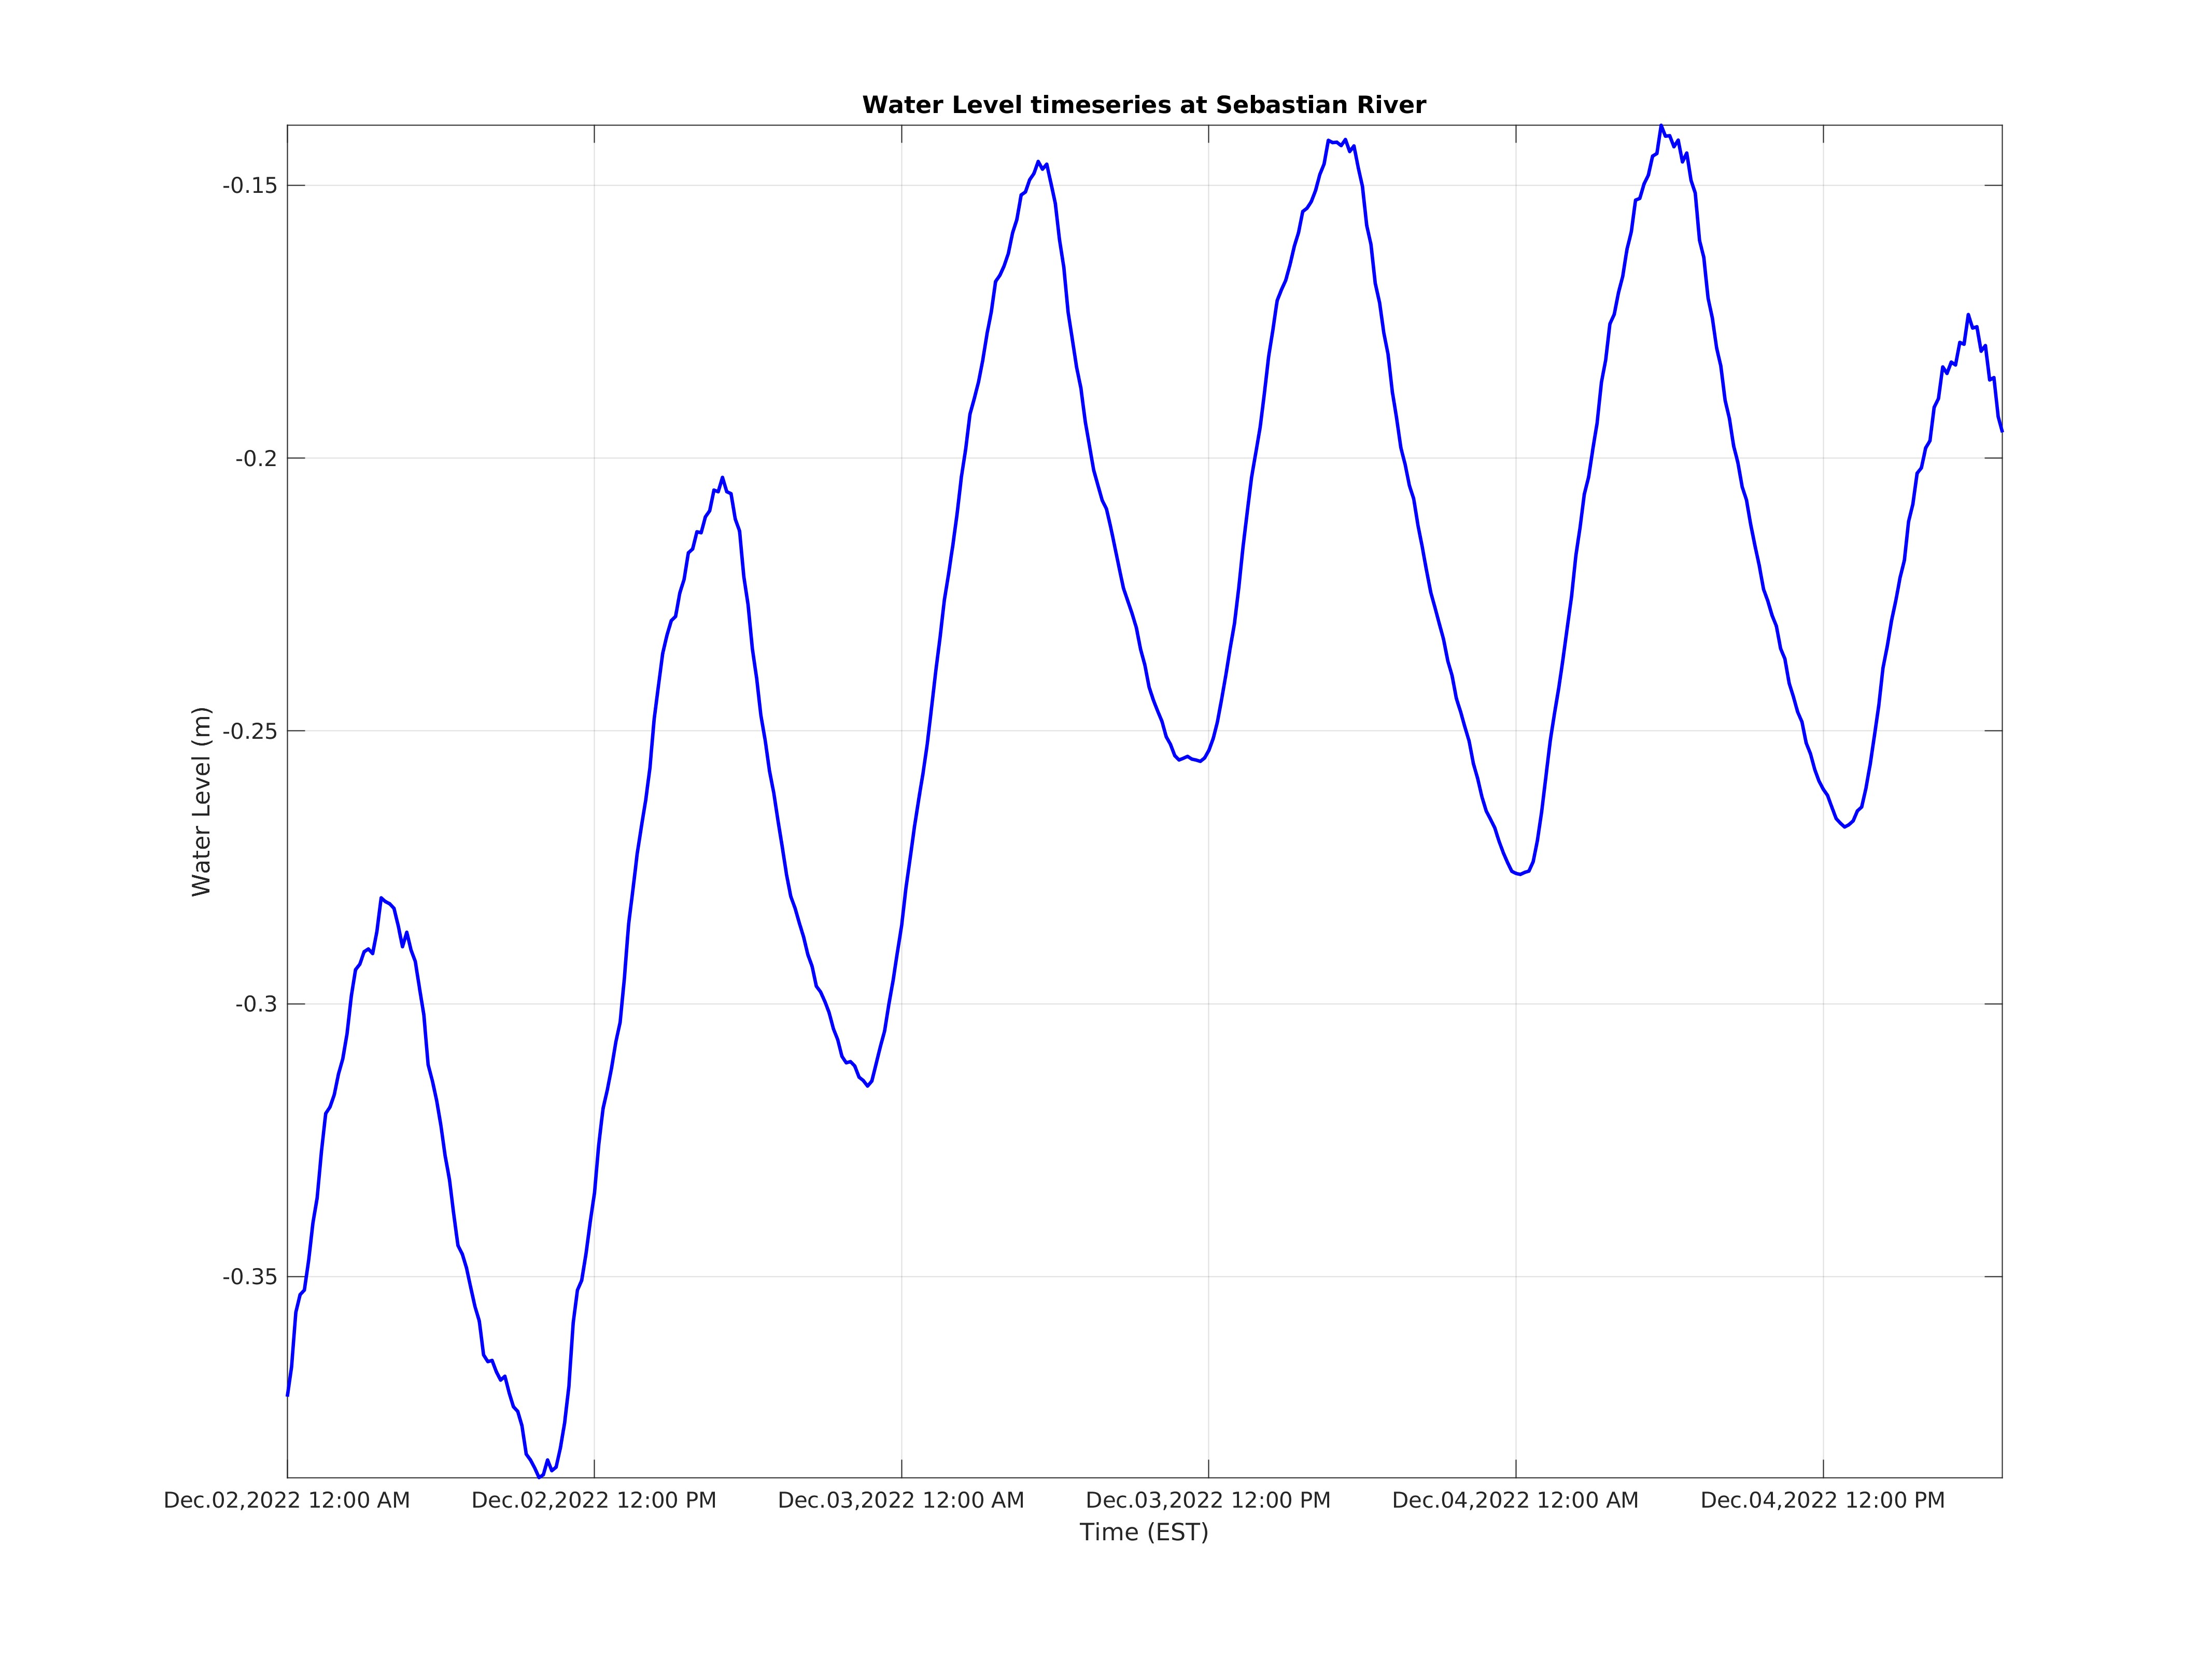 Water Level timeseries at Sebastian River
-0.15
-0.2
-0.25
-0.3
-0.35
Water Level (m)
Dec.02,2022 12:00 AM
Dec.02,2022 12:00 PM
Dec.03,2022 12:00 AM
Dec.03,2022 12:00 PM
Dec.04,2022 12:00 AM
Dec.04,2022 12:00 PM
Time (EST)